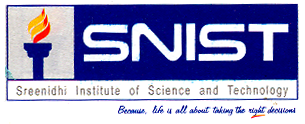 SNIST
Sreenidhi Institute of Science and Technology
Because, life is all about taking the right decisions